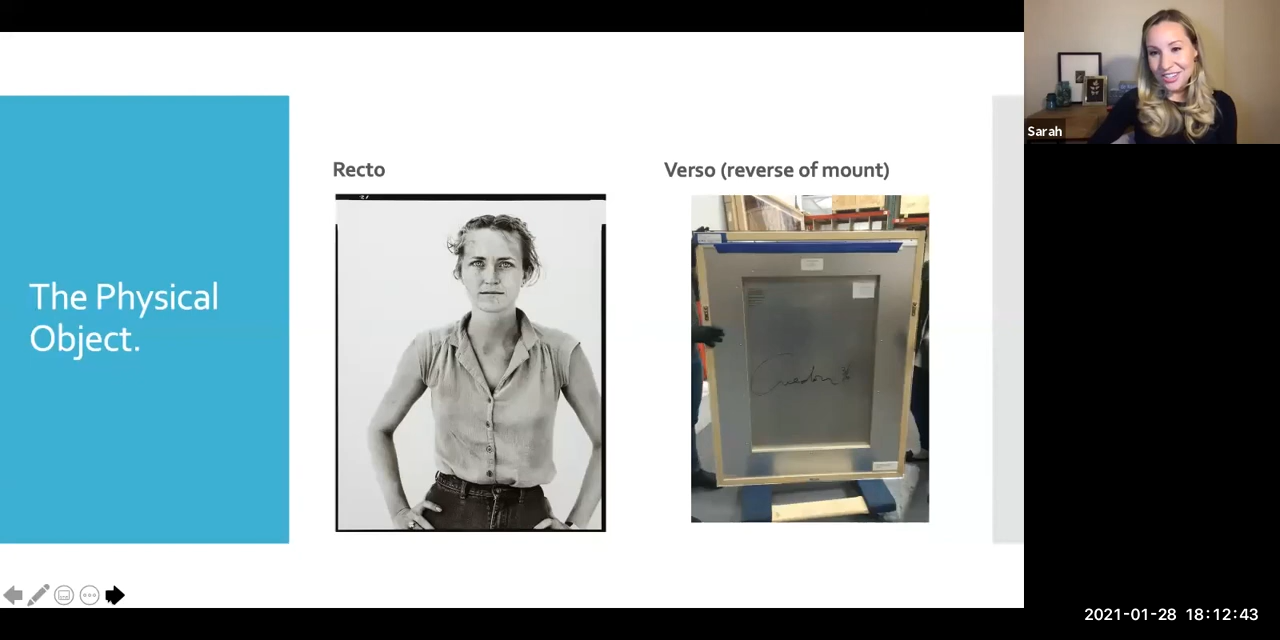 Sarah
Recto
Verso (reverse of mount)
The Physical
Object.
2021-01-28 18:12:43